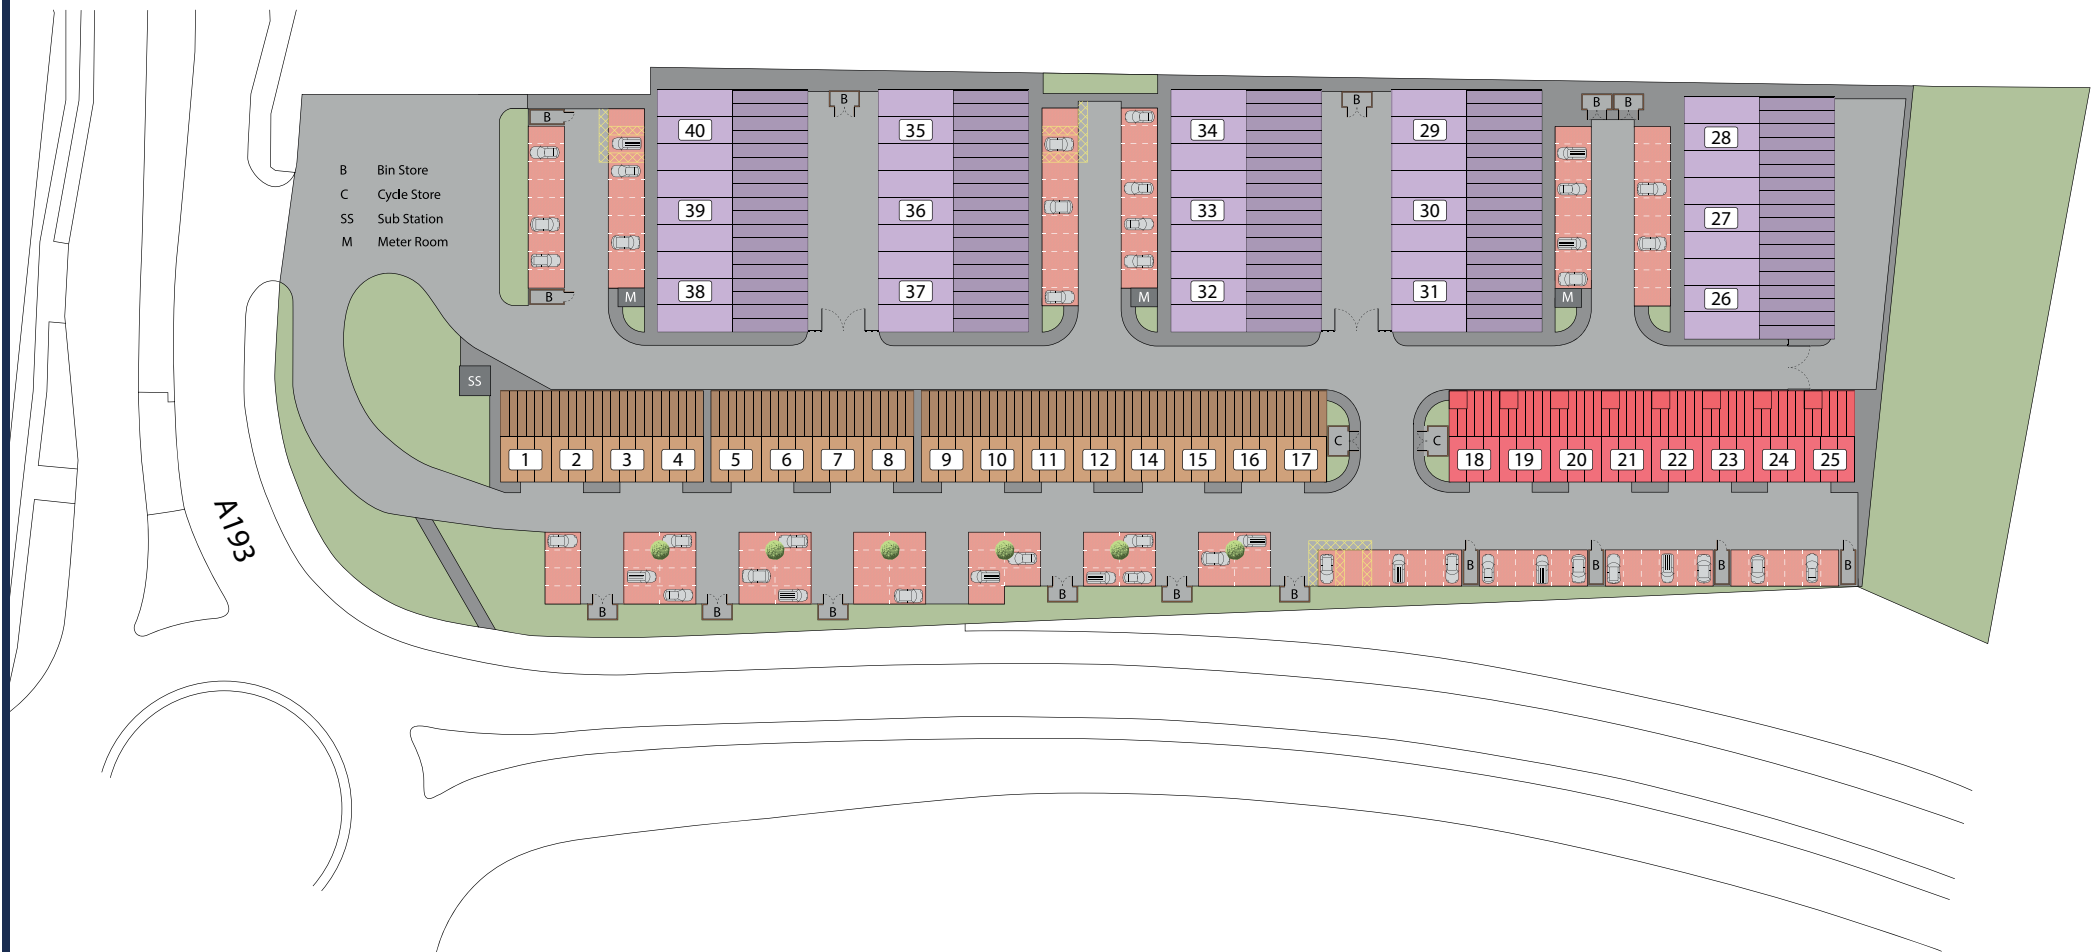 B B B B B
40 35 34 29 28
B Bin Store
C Cycle Store
SS Sub Station
M Meter Room
39 36 33 30 27
38 37 32 31 26
B M M M
SS
C C
1 2 3 4 5 6 7 8 9 10 11 12 14 15 16 17 18 19 20 21 22 23 24 25
A193
B B B B
B B B
B B B